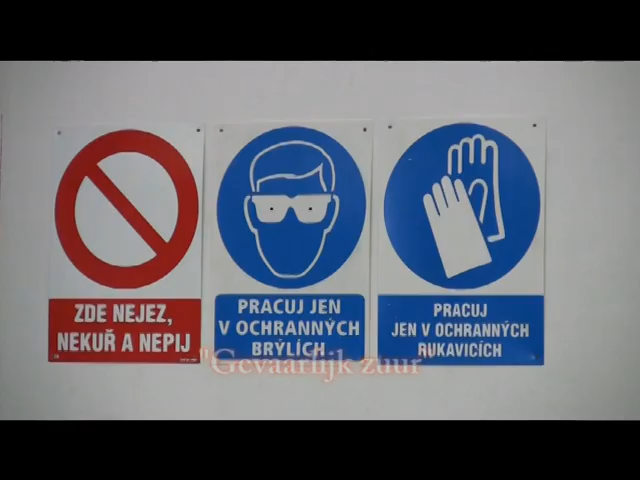 ZDE NEJEZ,
NEKUŘ A NEPIJ
PRACUJ JEN
V OCHRANNÝCH
BRÝLÍCH
PRACUJ
JEN V OCHRANNÝCH
RUKAVICÍCH
"Gevaarlijk zuur"